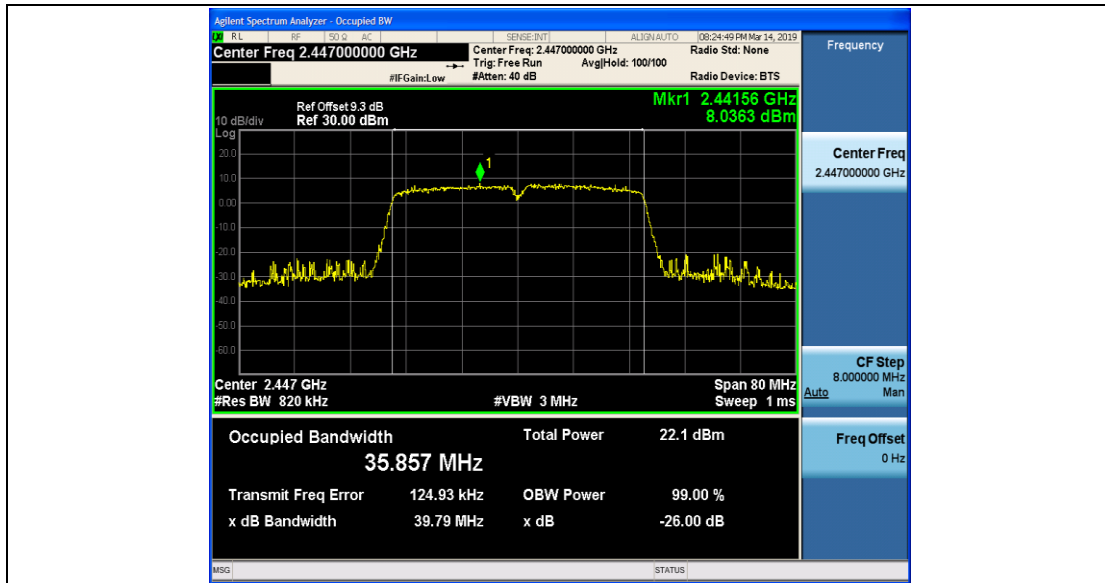 Agilent Spectrum Analyzer - Occupied BW
LXI RL RF 50 Ω AC SENSE:INT ALIGN AUTO 08:24:49 PM Mar 14, 2019
Center Freq 2.447000000 GHz
Center Freq: 2.447000000 GHz Radio Std: None
Trig: Free Run Avg|Hold: 100/100
#IFGain:Low #Atten: 40 dB Radio Device: BTS
Frequency
Ref Offset 9.3 dB
10 dB/div Ref 30.00 dBm
Mkr1 2.44156 GHz
8.0363 dBm
Log
20.0
10.0
0.00
-10.0
-20.0
-30.0
-40.0
-50.0
-60.0
1
Center 2.447 GHz Span 80 MHz
#Res BW 820 kHz #VBW 3 MHz Sweep 1 ms
Occupied Bandwidth Total Power 22.1 dBm
35.857 MHz
Transmit Freq Error 124.93 kHz OBW Power 99.00 %
x dB Bandwidth 39.79 MHz x dB -26.00 dB
Center Freq
2.447000000 GHz
CF Step
8.000000 MHz
Auto Man
Freq Offset
0 Hz
MSG STATUS